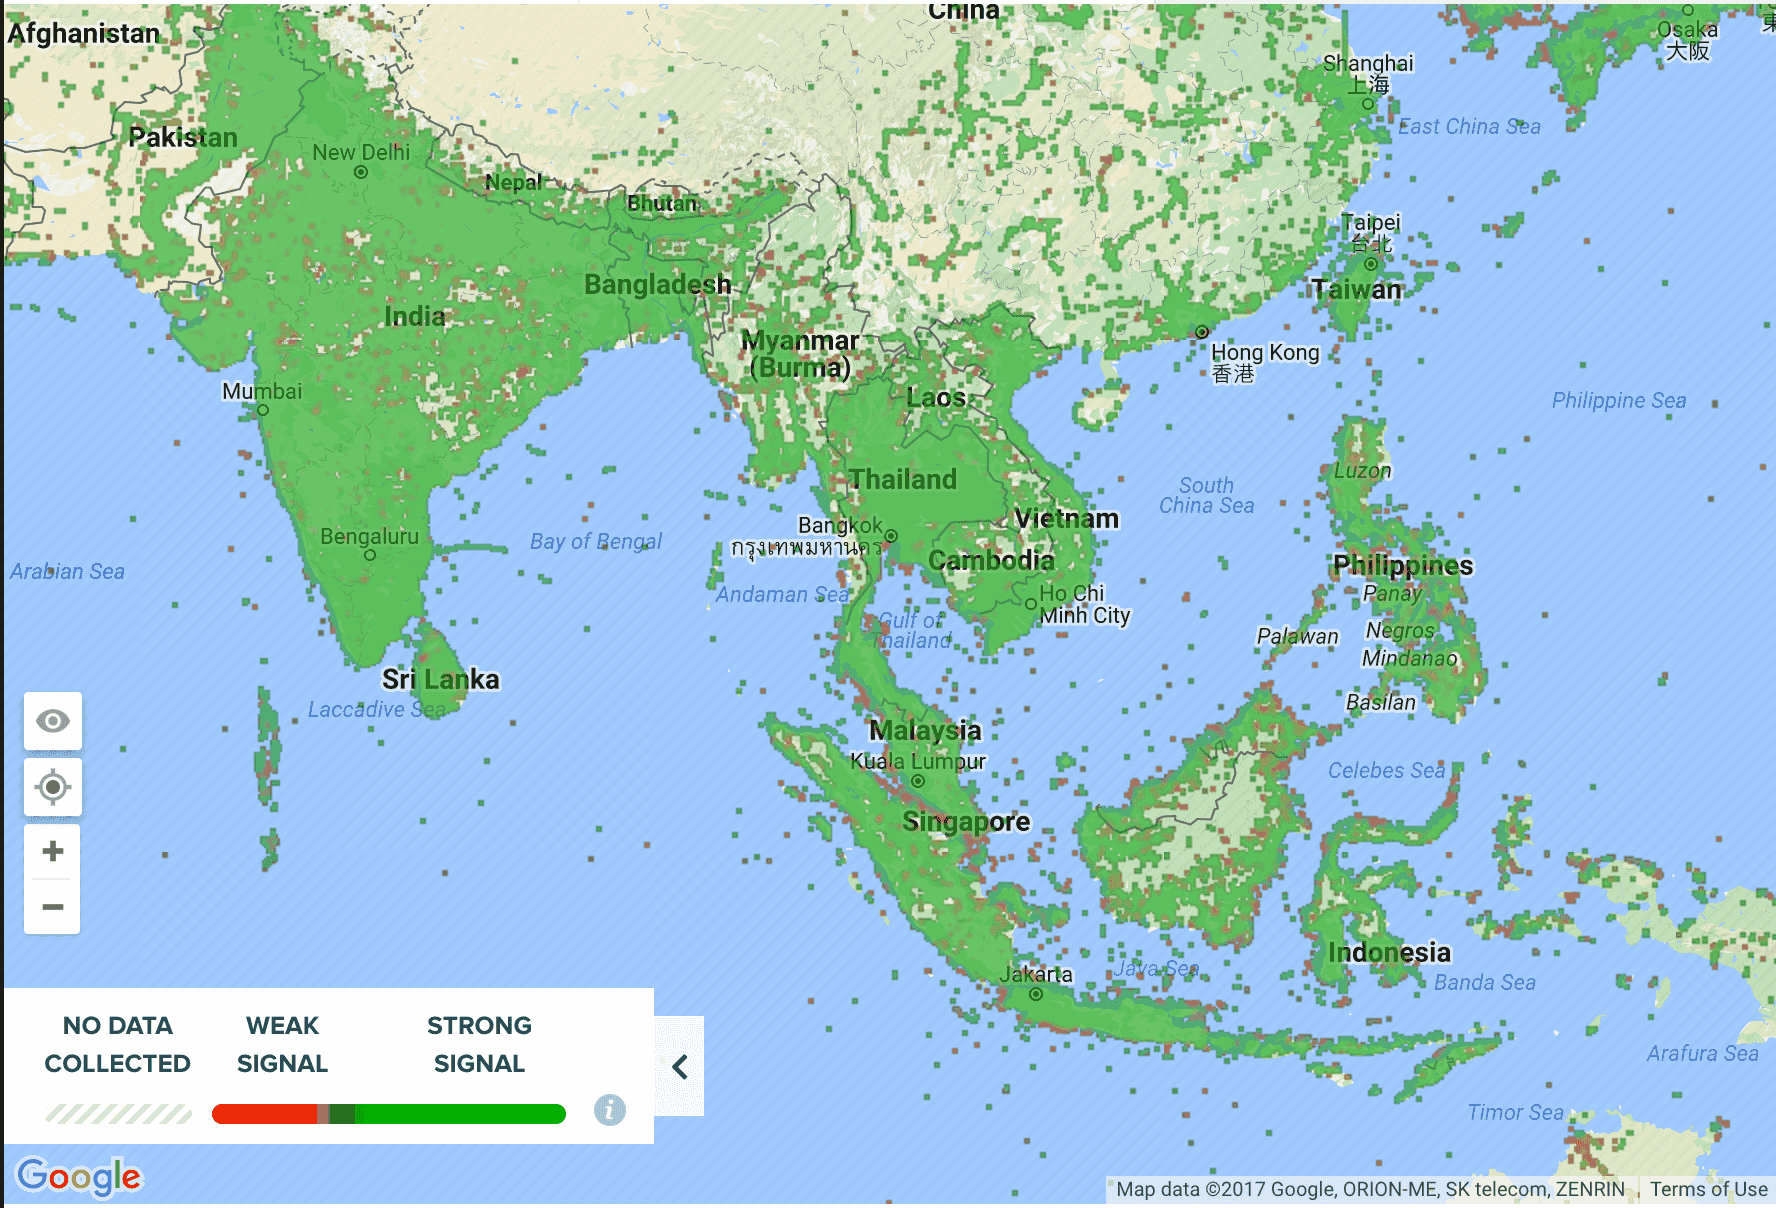 China
Afghanistan
Osaka
大阪
東
Shanghai
上海
East China Sea
Pakistan
New Delhi
Nepal
Bhutan
Taipei
台北
Taiwan
Bangladesh
India
Myanmar
(Burma)
Hong Kong
香港
Mumbai
Laos
Philippine Sea
Luzon
Thailand
South
China Sea
Vietnam
Bangkok
กรุงเทพมหานคร
Bengaluru
Bay of Bengal
Cambodia
Philippines
Arabian Sea
Andaman Sea
Ho Chi
Minh City
Panay
Gulf of
Thailand
Palawan
Negros
Mindanao
Sri Lanka
Laccadive Sea
Basilan
Malaysia
Kuala Lumpur
Celebes Sea
Singapore
Indonesia
Jakarta
Java Sea
Banda Sea
Arafura Sea
Timor Sea
+
−
NO DATA
COLLECTED
WEAK
SIGNAL
STRONG
SIGNAL
i
Google
Map data ©2017 Google, ORION-ME, SK telecom, ZENRIN
Terms of Use